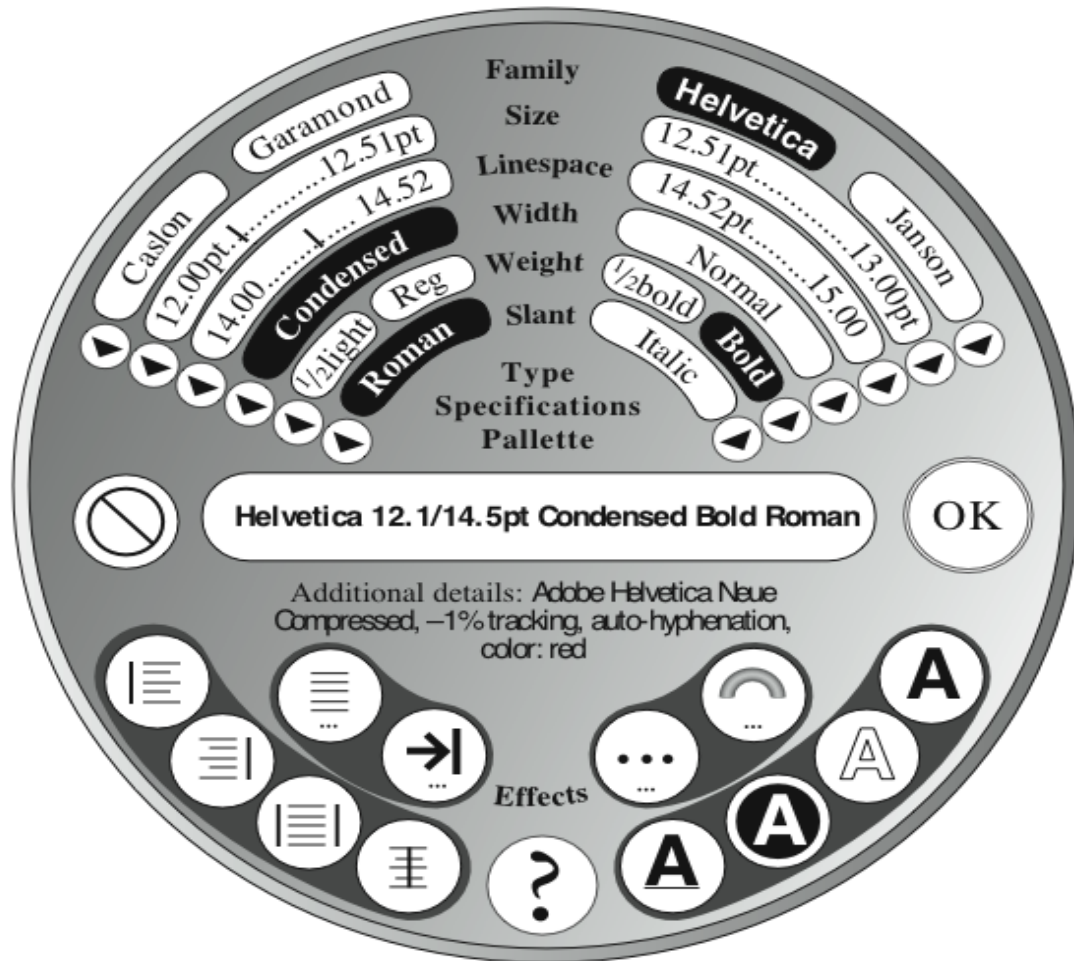 Family
Garamond
Helvetica
Size
Caslon
12.00pt..............12.51pt
12.51pt..............13.00pt
Janson
Linespace
14.00............14.52
14.52pt............15.00
Width
Condensed
Normal
Weight
½light
Reg
½bold
Bold
Slant
Roman
Italic
Type
Specifications
Pallette
Helvetica 12.1/14.5pt Condensed Bold Roman
OK
Additional details: Adobe Helvetica Neue
Compressed, –1% tracking, auto-hyphenation,
color: red
...
...
...
...
...
A
A
A
A
Effects
?